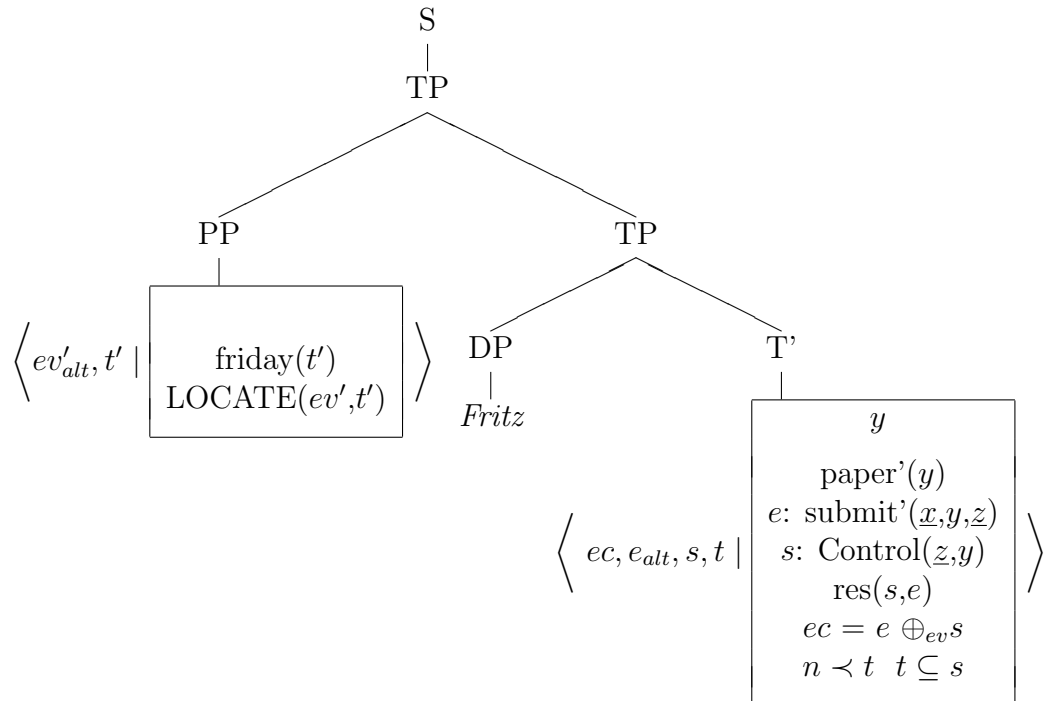 S
TP
PP TP
⟨ev′_alt, t′ | friday(t′)
LOCATE(ev′,t′) ⟩
DP T’
Fritz
y
paper’(y)
e: submit’(x,y,z)
⟨ ec, e_alt, s, t | s: Control(z,y) ⟩
res(s,e)
ec = e ⊕_ev s
n ≺ t t ⊆ s